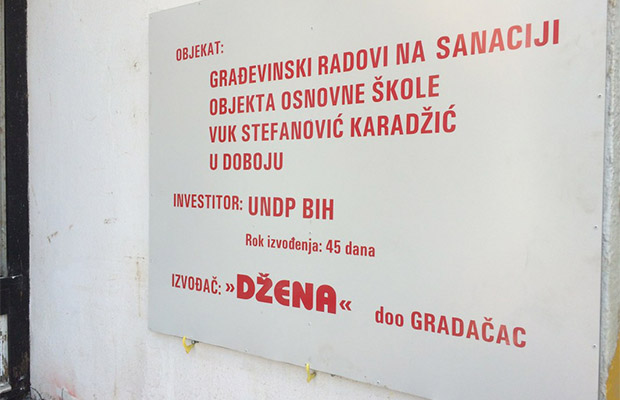 OBJEKAT:
GRAĐEVINSKI RADOVI NA SANACIJI
OBJEKTA OSNOVNE ŠKOLE
VUK STEFANOVIĆ KARADŽIĆ
U DOBOJU
INVESTITOR: UNDP BIH
Rok izvođenja: 45 dana
IZVOĐAČ: »DŽENA« doo GRADAČAC